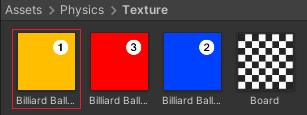 Assets > Physics > Texture
1 3 2
Billiard Ball... Billiard Ball... Billiard Ball... Board